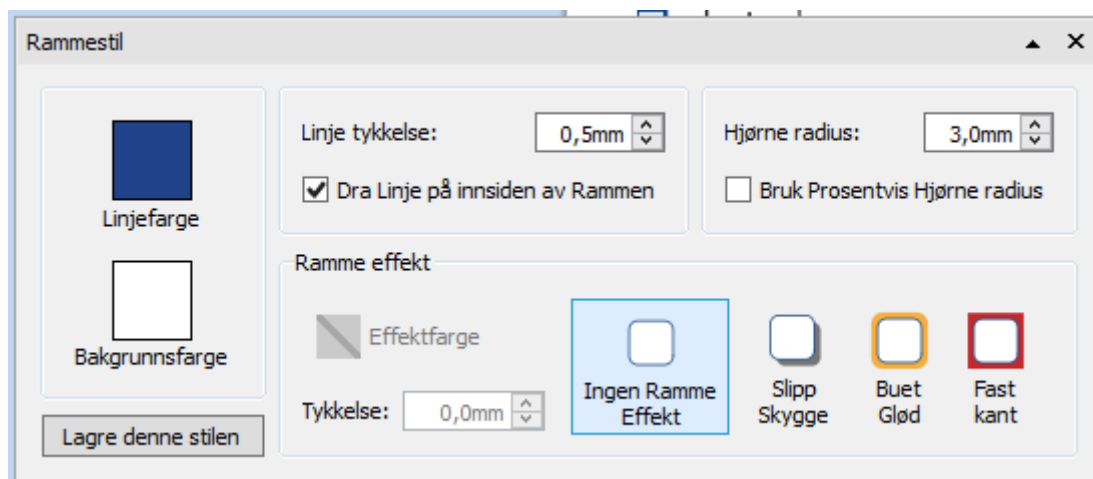 Rammestil
Linjefarge
Bakgrunnsfarge
Lagre denne stilen
Linje tykkelse:
0,5mm
Dra Linje på innsiden av Rammen
Hjørne radius:
3,0mm
Bruk Prosentvis Hjørne radius
Ramme effekt
Effektfarge
Tykkelse:
0,0mm
Ingen Ramme
Effekt
Slipp
Skygge
Buet
Glød
Fast
kant